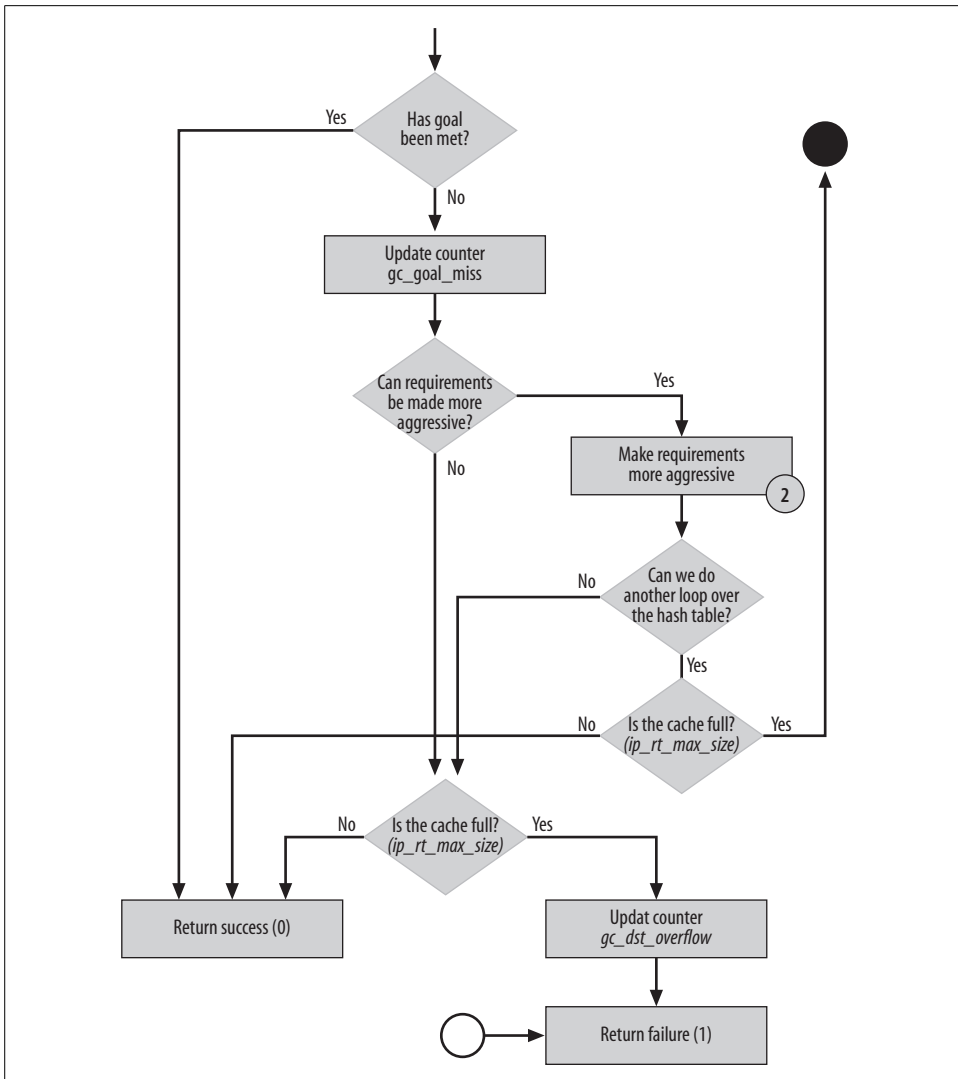 Has goal
been met?
Yes
No
Update counter
gc_goal_miss
Can requirements
be made more
aggressive?
Yes
No
Make requirements
more aggressive
2
Can we do
another loop over
the hash table?
No
Yes
Is the cache full?
(ip_rt_max_size)
No
Yes
Is the cache full?
(ip_rt_max_size)
No
Yes
Return success (0)
Updat counter
gc_dst_overflow
Return failure (1)